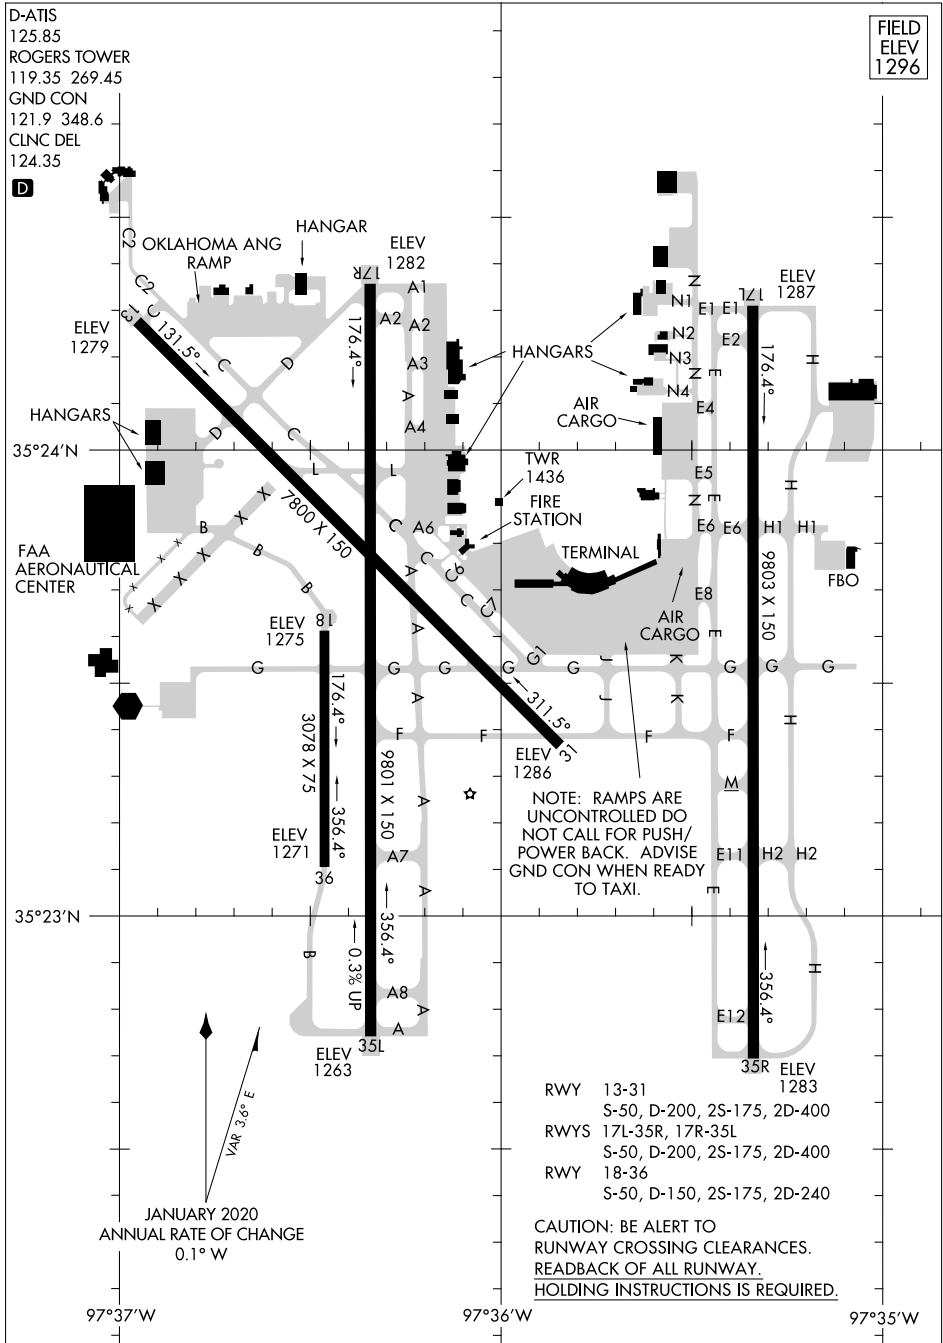 D-ATIS
125.85
ROGERS TOWER
119.35 269.45
GND CON
121.9 348.6
CLNC DEL
124.35
D
FIELD
ELEV
1296
HANGAR
OKLAHOMA ANG
RAMP
ELEV
1282
ELEV
1287
C2
C2
C
17R
A1
N
N1
E1
E1
17L
13
131.5°
ELEV
1279
176.4°
A2
A2
N2
E2
C
D
A3
HANGARS
N3
E
176.4°
H
N
N4
A
AIR
CARGO
E4
HANGARS
D
C
A4
35°24'N
L
L
TWR
1436
E5
H
X
X
X
X
x
x
x
x
7800 X 150
N
E
B
C
A6
FIRE
STATION
E6
E6
H1
H1
FAA
AERONAUTICAL
CENTER
B
C
C6
TERMINAL
9803 X 150
FBO
A
B
C
C7
E8
ELEV
1275
18
A
AIR
CARGO
E
G
G
G
G
G1
G
J
K
G
G
G
176.4°
A
311.5°
J
K
H
3078 X 75
F
F
F
F
ELEV
1286
31
9801 X 150
M
NOTE: RAMPS ARE
UNCONTROLLED DO
NOT CALL FOR PUSH/
POWER BACK. ADVISE
GND CON WHEN READY
TO TAXI.
A
356.4°
ELEV
1271
A7
E11
H2
H2
36
A
E
35°23'N
356.4°
B
0.3% UP
H
356.4°
A8
A
E12
A
35L
ELEV
1263
35R
ELEV
1283
VAR 3.6° E
RWY 13-31
S-50, D-200, 2S-175, 2D-400
RWYS 17L-35R, 17R-35L
S-50, D-200, 2S-175, 2D-400
RWY 18-36
S-50, D-150, 2S-175, 2D-240
JANUARY 2020
ANNUAL RATE OF CHANGE
0.1° W
CAUTION: BE ALERT TO
RUNWAY CROSSING CLEARANCES.
READBACK OF ALL RUNWAY.
HOLDING INSTRUCTIONS IS REQUIRED.
97°37'W
97°36'W
97°35'W